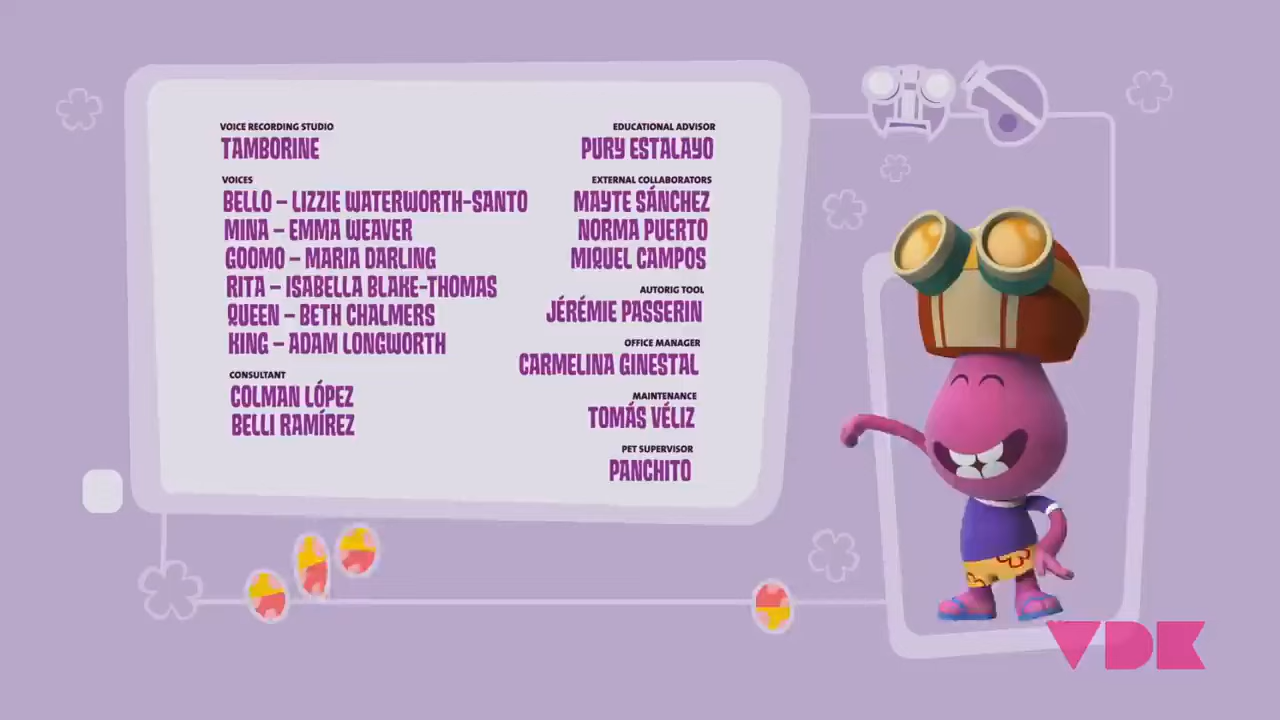 VOICE RECORDING STUDIO
TAMBORINE
VOICES
BELLO – LIZZIE WATERWORTH-SANTO
MINA – EMMA WEAVER
GOOMO – MARIA DARLING
RITA – ISABELLA BLAKE-THOMAS
QUEEN – BETH CHALMERS
KING – ADAM LONGWORTH
CONSULTANT
COLMAN LÓPEZ
BELLI RAMÍREZ
EDUCATIONAL ADVISOR
PURY ESTALAYO
EXTERNAL COLLABORATORS
MAYTE SÁNCHEZ
NORMA PUERTO
MIQUEL CAMPOS
AUTORIG TOOL
JÉRÉMIE PASSERIN
OFFICE MANAGER
CARMELINA GINESTAL
MAINTENANCE
TOMÁS VÉLIZ
PET SUPERVISOR
PANCHITO
VDK